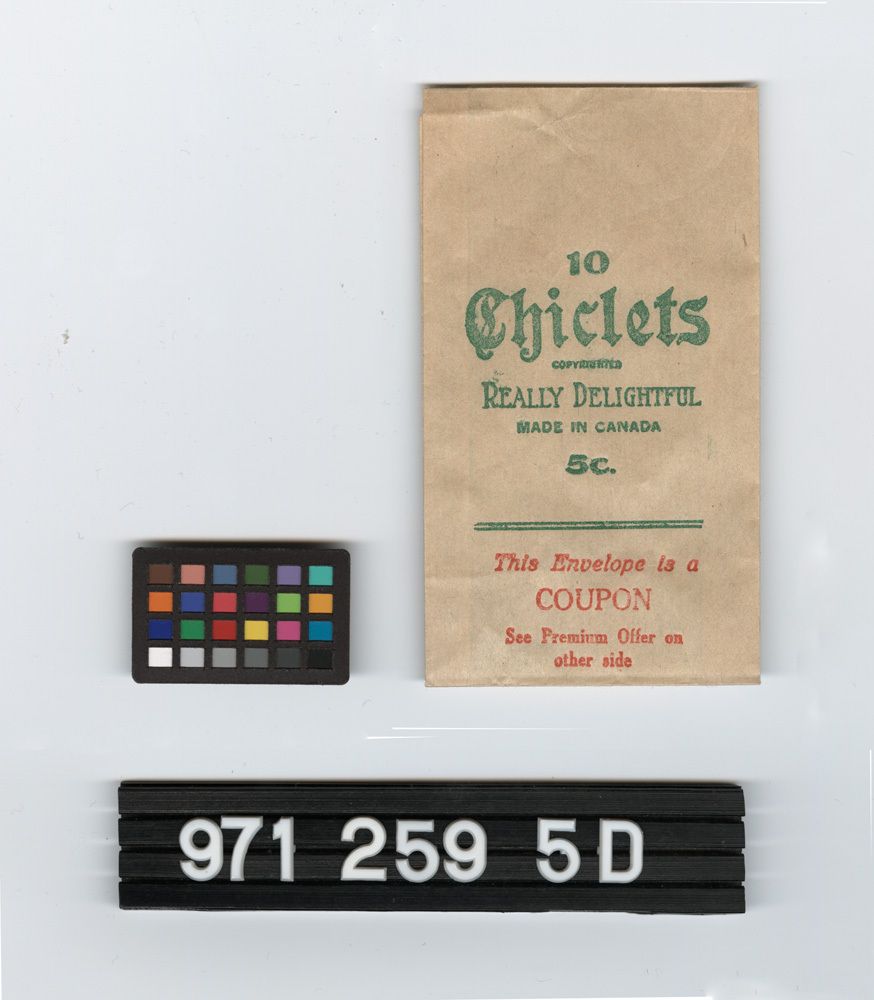 10
Chiclets
COPYRIGHTED
REALLY DELIGHTFUL
MADE IN CANADA
5C.
This Envelope is a
COUPON
See Premium Offer on
other side
971 259 5D